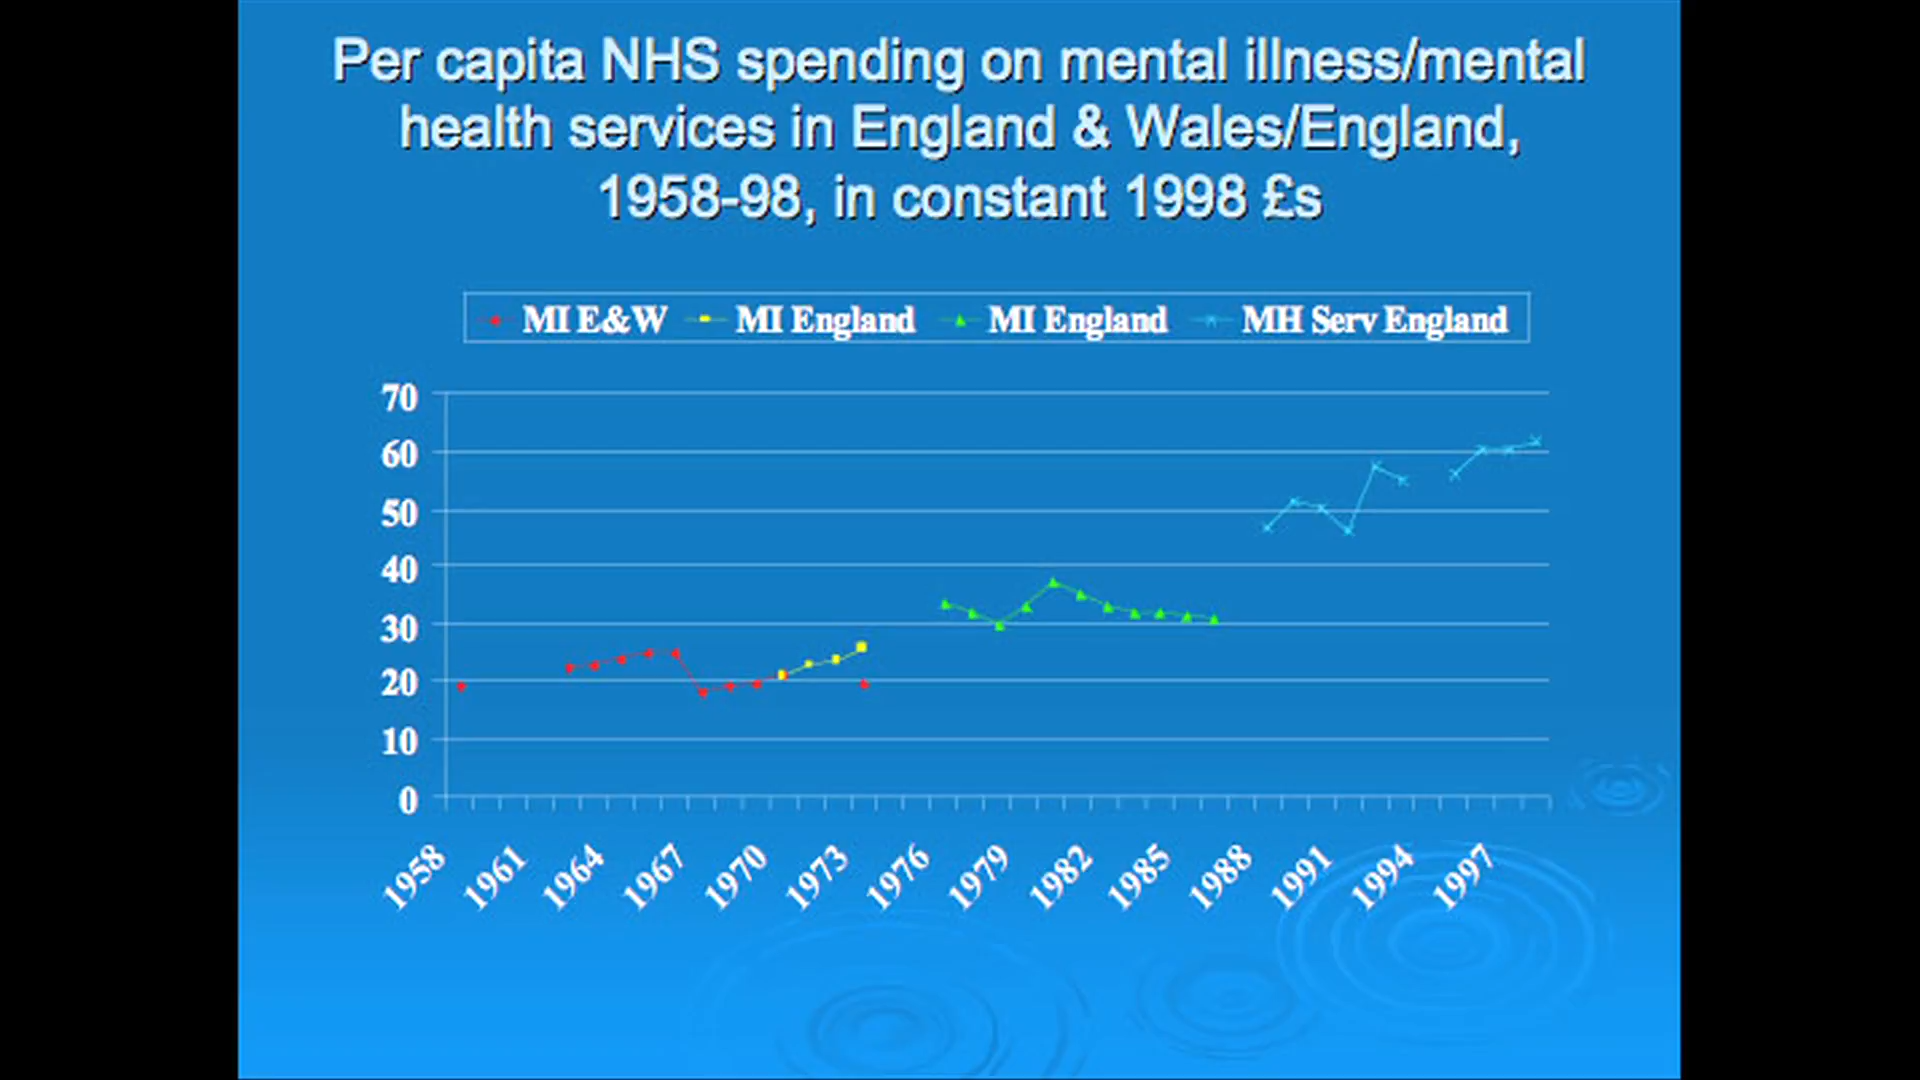 Per capita NHS spending on mental illness/mental
health services in England & Wales/England,
1958-98, in constant 1998 £s
MI E&W MI England MI England MH Serv England
70
60
50
40
30
20
10
0
1958 1961 1964 1967 1970 1973 1976 1979 1982 1985 1988 1991 1994 1997